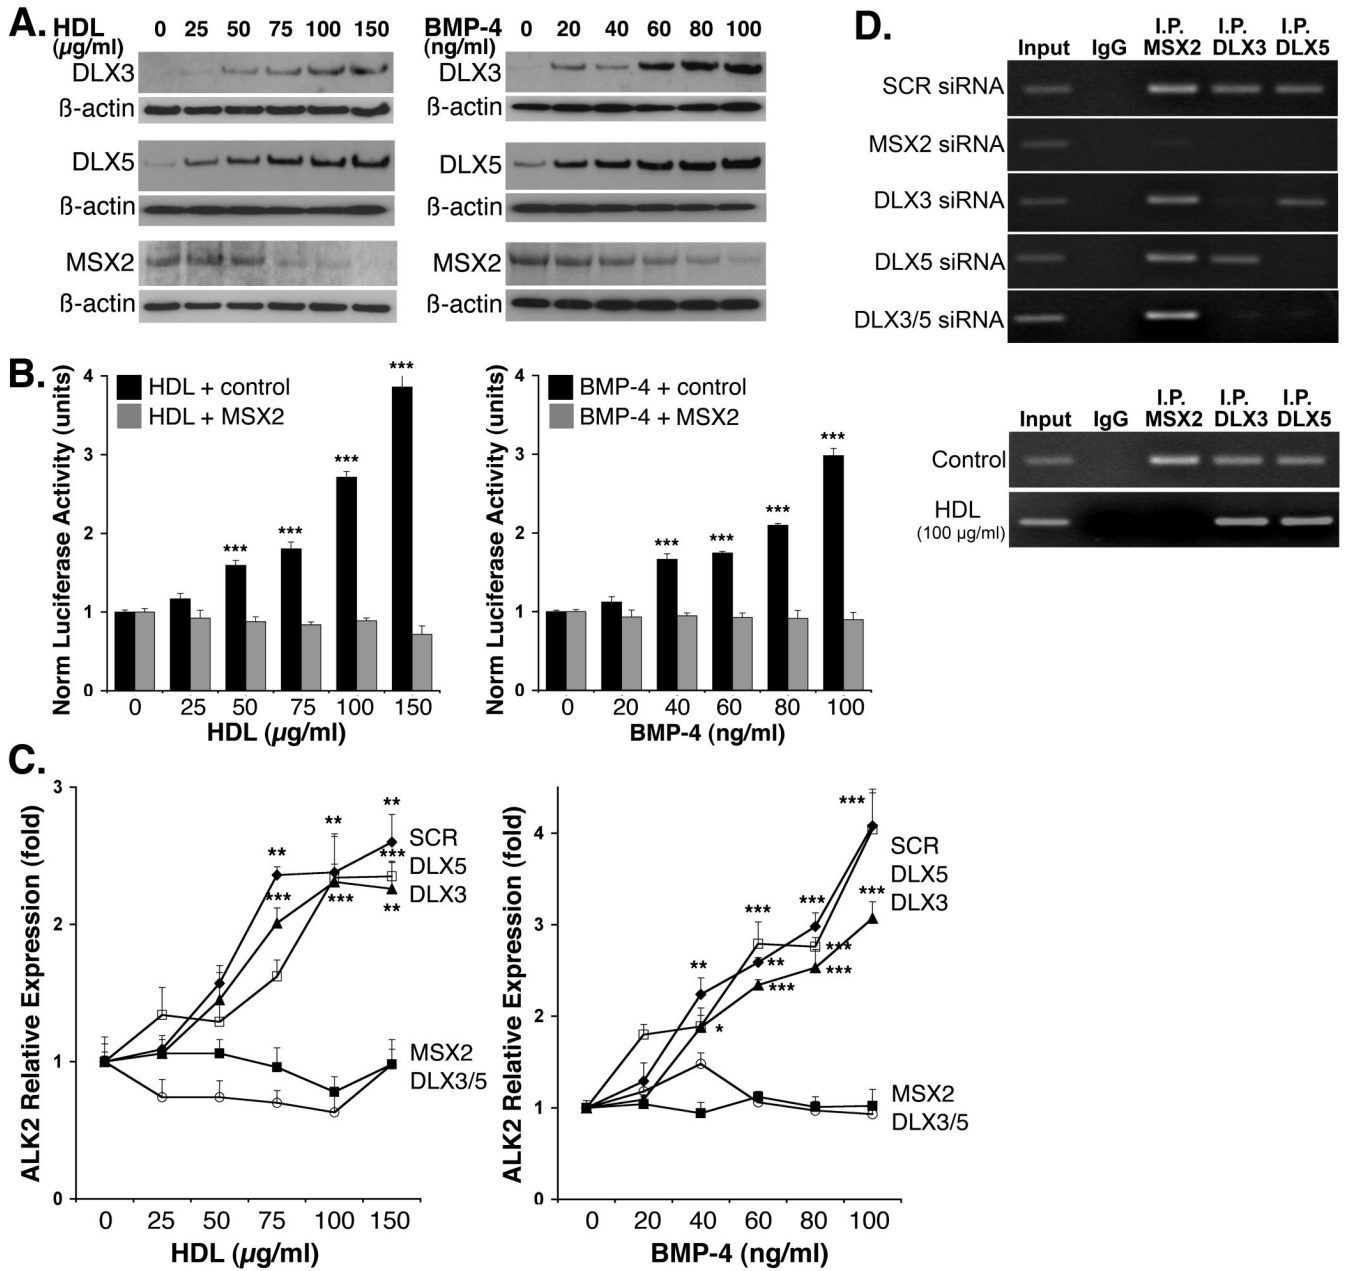 A. HDL 0 25 50 75 100 150
(µg/ml)
DLX3
ß-actin
DLX5
ß-actin
MSX2
ß-actin
BMP-4 0 20 40 60 80 100
(ng/ml)
DLX3
ß-actin
DLX5
ß-actin
MSX2
ß-actin
B.
Norm Luciferase Activity (units)
4
3
2
1
0
HDL + control
HDL + MSX2
***
***
***
***
0 25 50 75 100 150
HDL (µg/ml)
Norm Luciferase Activity (units)
4
3
2
1
0
BMP-4 + control
BMP-4 + MSX2
***
***
***
***
0 20 40 60 80 100
BMP-4 (ng/ml)
C.
ALK2 Relative Expression (fold)
3
2
1
0
**
***
**
***
**
***
**
SCR
DLX5
DLX3
MSX2
DLX3/5
0 25 50 75 100 150
HDL (µg/ml)
ALK2 Relative Expression (fold)
4
3
2
1
0
**
*
***
**
***
***
***
***
***
***
SCR
DLX5
DLX3
MSX2
DLX3/5
0 20 40 60 80 100
BMP-4 (ng/ml)
D.
I.P. I.P. I.P.
Input IgG MSX2 DLX3 DLX5
SCR siRNA
MSX2 siRNA
DLX3 siRNA
DLX5 siRNA
DLX3/5 siRNA
I.P. I.P. I.P.
Input IgG MSX2 DLX3 DLX5
Control
HDL
(100 µg/ml)